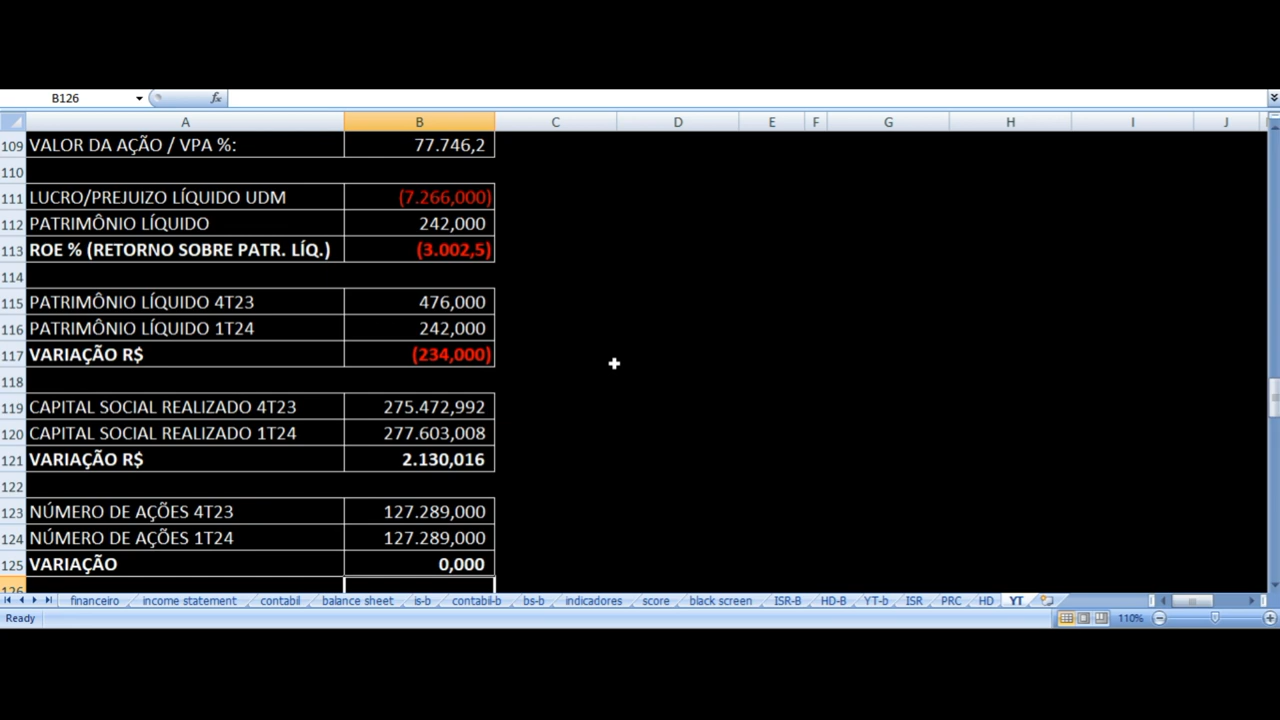 B126 fx
A B C D E F G H I J
109 VALOR DA AÇÃO / VPA %: 77.746,2
110
111 LUCRO/PREJUIZO LÍQUIDO UDM (7.266,000)
112 PATRIMÔNIO LÍQUIDO 242,000
113 ROE % (RETORNO SOBRE PATR. LÍQ.) (3.002,5)
114
115 PATRIMÔNIO LÍQUIDO 4T23 476,000
116 PATRIMÔNIO LÍQUIDO 1T24 242,000
117 VARIAÇÃO R$ (234,000)
118
119 CAPITAL SOCIAL REALIZADO 4T23 275.472,992
120 CAPITAL SOCIAL REALIZADO 1T24 277.603,008
121 VARIAÇÃO R$ 2.130,016
122
123 NÚMERO DE AÇÕES 4T23 127.289,000
124 NÚMERO DE AÇÕES 1T24 127.289,000
125 VARIAÇÃO 0,000
126
financeiro income statement contabil balance sheet is-b contabil-b bs-b indicadores score black screen ISR-B HD-B YT-b ISR PRC HD YT
Ready 110%